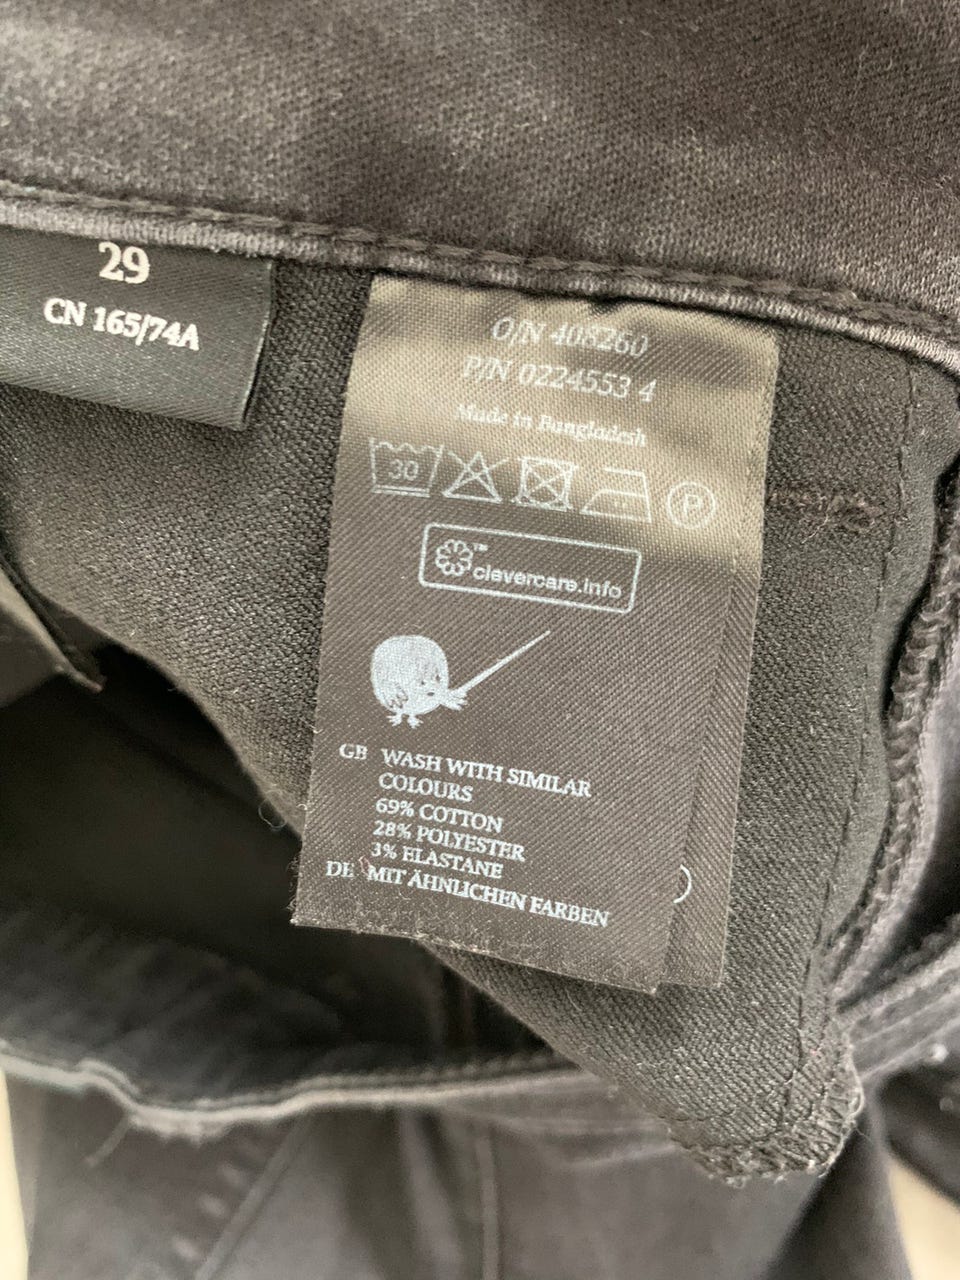 29
CN 165/74A
O/N 408260
P/N 0224553 4
Made in Bangladesh
30
P
™
clevercare.info
GB WASH WITH SIMILAR
COLOURS
69% COTTON
28% POLYESTER
3% ELASTANE
DE MIT ÄHNLICHEN FARBEN